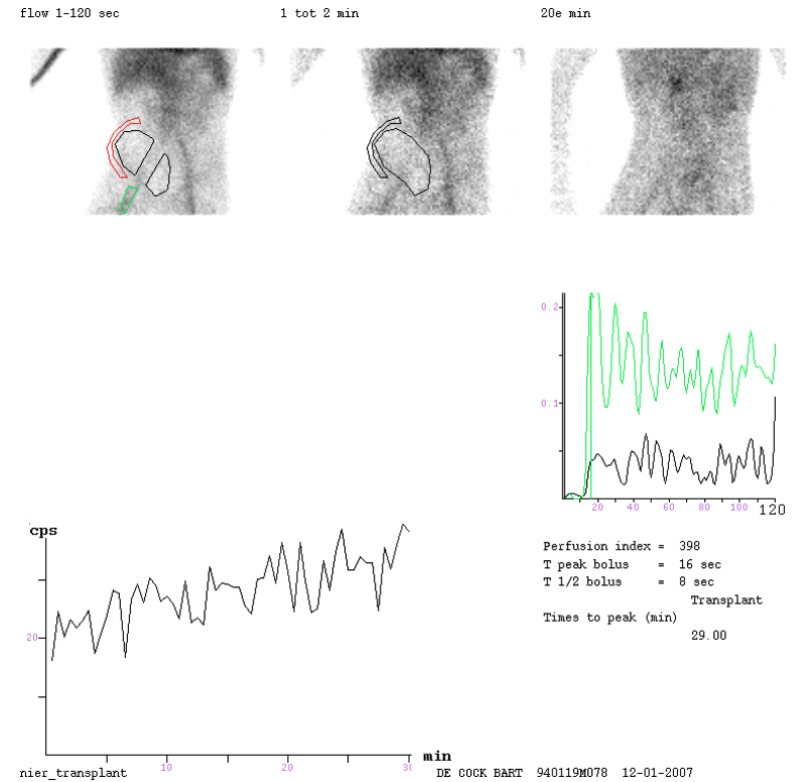 flow 1-120 sec
1 tot 2 min
20e min
0.2
0.1
20 40 60 80 100 120
Perfusion index = 398
T peak bolus = 16 sec
T 1/2 bolus = 8 sec
Transplant
Times to peak (min)
29.00
cps
20
10 20 30
min
nier_transplant
DE COCK BART 940119M078 12-01-2007